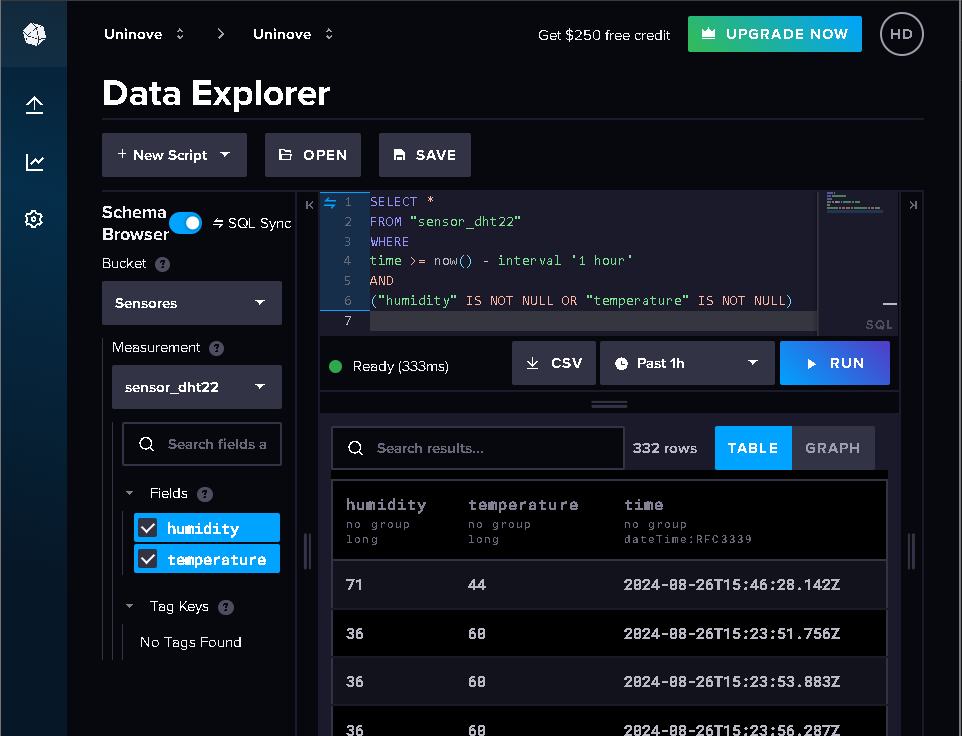 Uninove
Uninove
Get $250 free credit
UPGRADE NOW
HD
Data Explorer
+ New Script
OPEN
SAVE
Schema Browser
SQL Sync
Bucket ?
Sensores
Measurement ?
sensor_dht22
Search fields a
Fields ?
humidity
temperature
Tag Keys ?
No Tags Found
1 SELECT *
2 FROM "sensor_dht22"
3 WHERE
4 time >= now() - interval '1 hour'
5 AND
6 ("humidity" IS NOT NULL OR "temperature" IS NOT NULL)
7
SQL
Ready (333ms)
CSV
Past 1h
RUN
Search results...
332 rows
TABLE
GRAPH
humidity temperature time
no group no group no group
long long dateTime:RFC3339
71 44 2024-08-26T15:46:28.142Z
36 60 2024-08-26T15:23:51.756Z
36 60 2024-08-26T15:23:53.883Z
36 60 2024-08-26T15:23:56.287Z